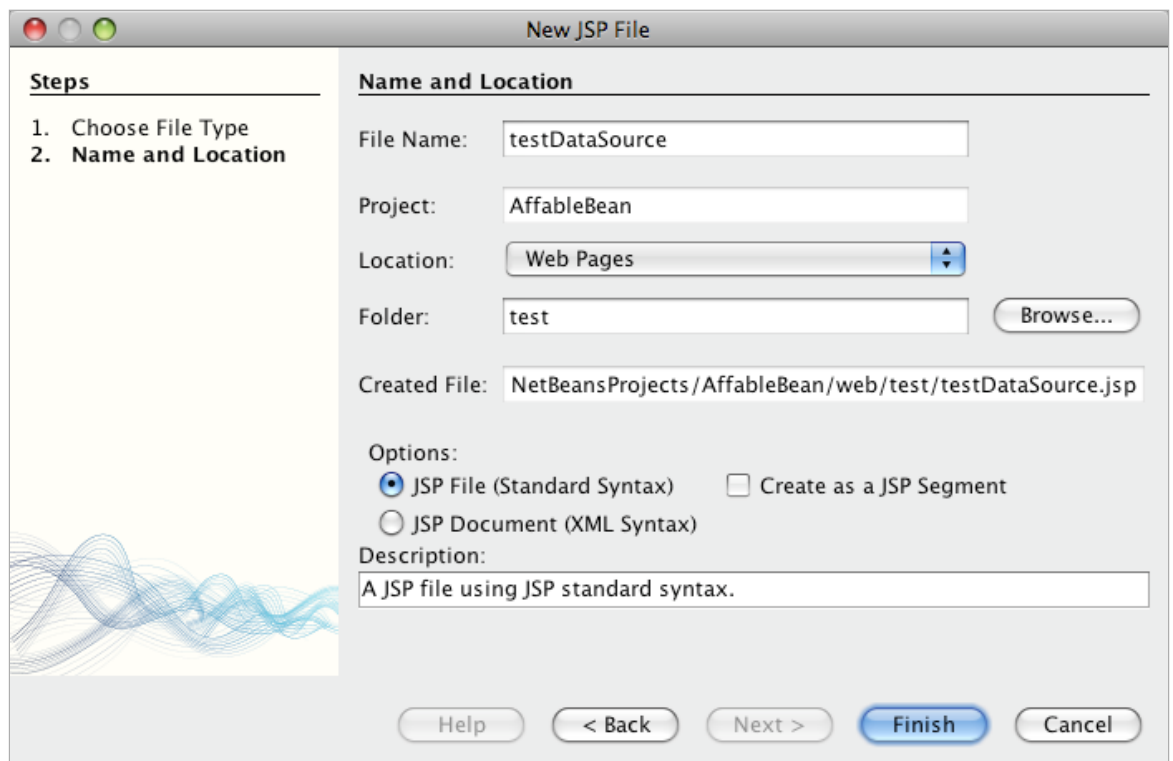 New JSP File
Steps
1. Choose File Type
2. Name and Location
Name and Location
File Name: testDataSource
Project: AffableBean
Location: Web Pages
Folder: test Browse...
Created File: NetBeansProjects/AffableBean/web/test/testDataSource.jsp
Options:
JSP File (Standard Syntax) Create as a JSP Segment
JSP Document (XML Syntax)
Description:
A JSP file using JSP standard syntax.
Help < Back Next > Finish Cancel